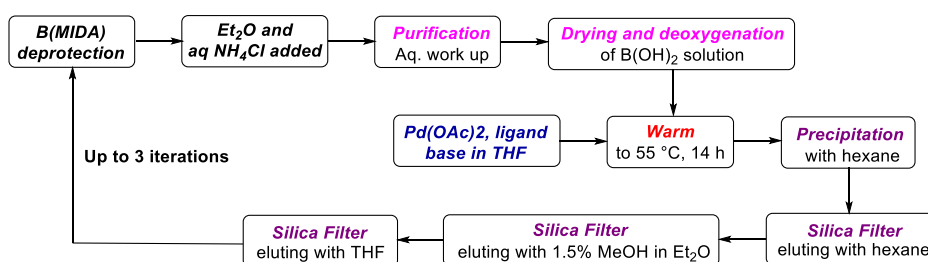 B(MIDA)
deprotection
Et₂O and
aq NH₄Cl added
Purification
Aq. work up
Drying and deoxygenation
of B(OH)₂ solution
Pd(OAc)2, ligand
base in THF
Warm
to 55 °C, 14 h
Precipitation
with hexane
Up to 3 iterations
Silica Filter
eluting with THF
Silica Filter
eluting with 1.5% MeOH in Et₂O
Silica Filter
eluting with hexane